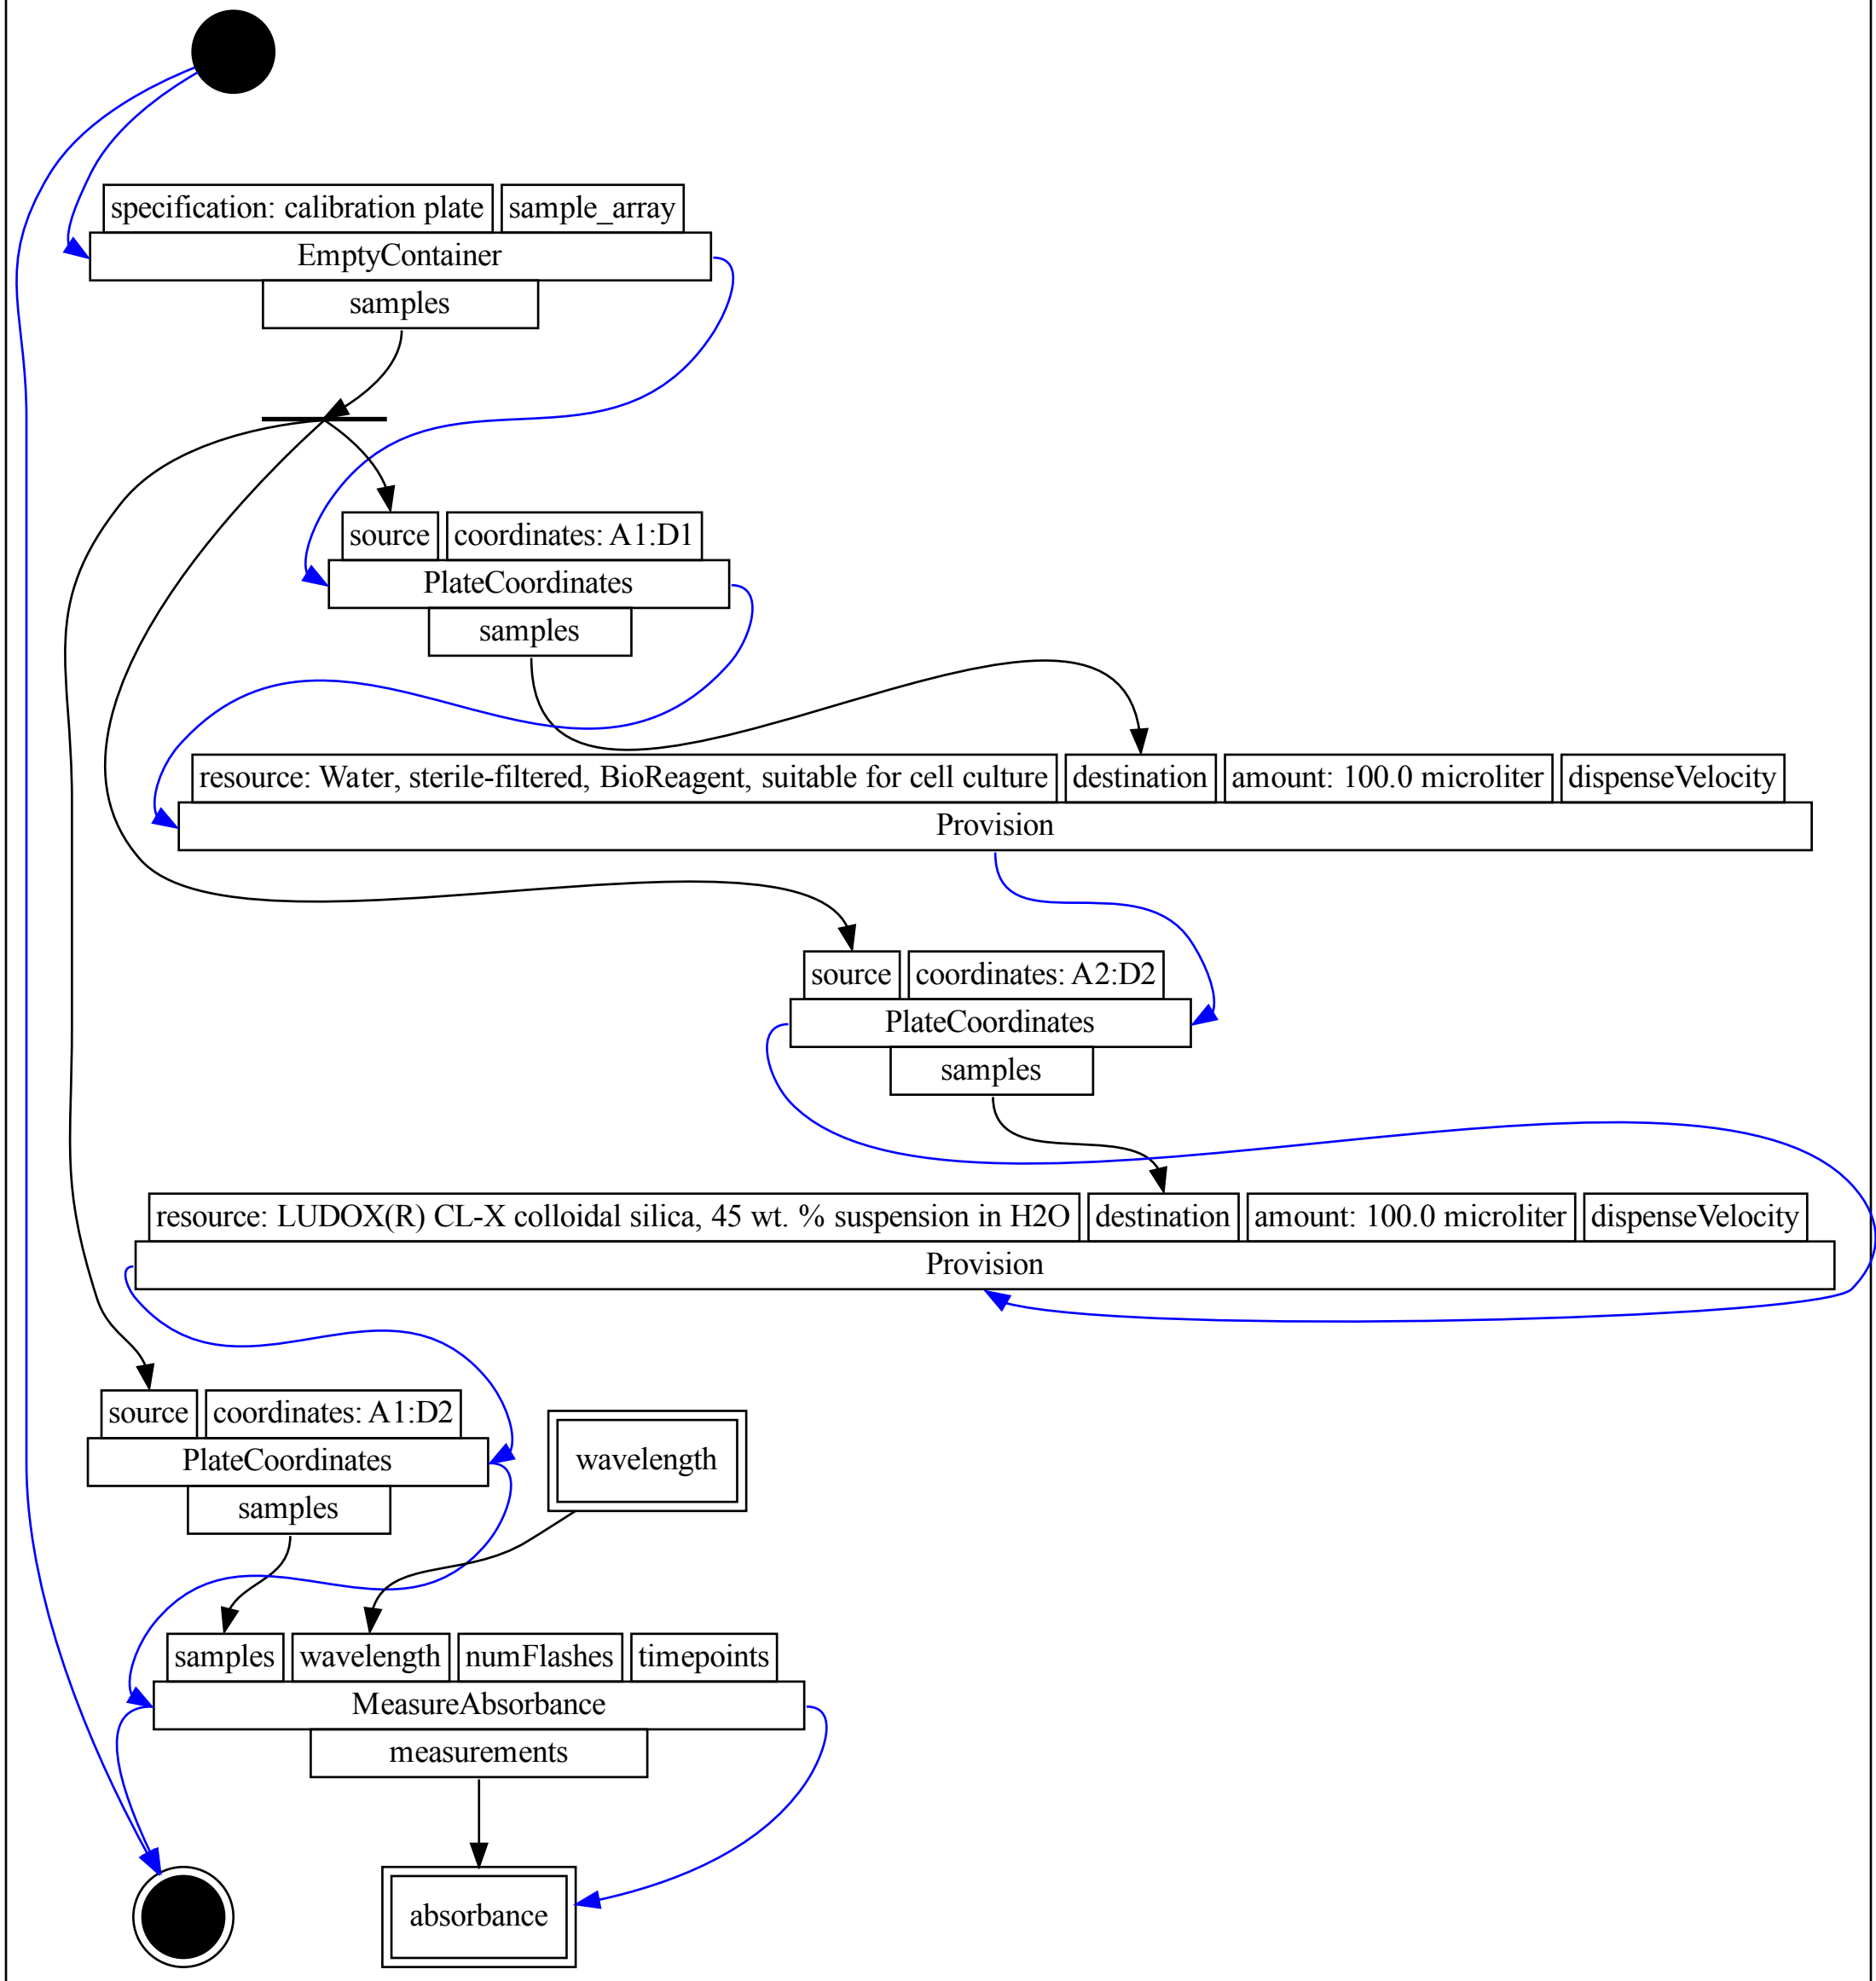 specification: calibration plate sample_array
EmptyContainer
samples
source coordinates: A1:D1
PlateCoordinates
samples
resource: Water, sterile-filtered, BioReagent, suitable for cell culture destination amount: 100.0 microliter dispenseVelocity
Provision
source coordinates: A2:D2
PlateCoordinates
samples
resource: LUDOX(R) CL-X colloidal silica, 45 wt. % suspension in H2O destination amount: 100.0 microliter dispenseVelocity
Provision
source coordinates: A1:D2
PlateCoordinates
samples
wavelength
samples wavelength numFlashes timepoints
MeasureAbsorbance
measurements
absorbance